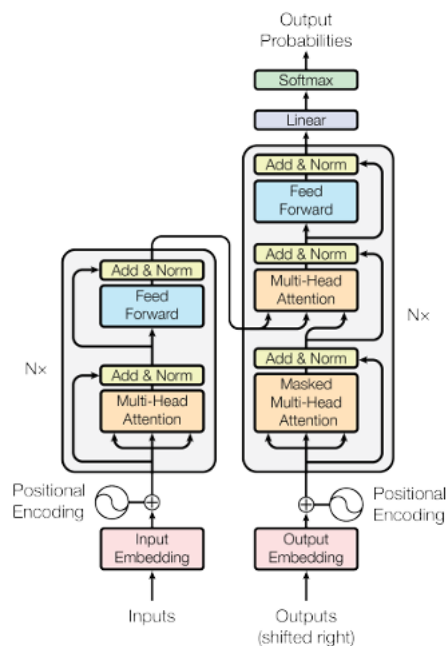 Output
Probabilities
Softmax
Linear
Add & Norm
Feed
Forward
Add & Norm
Multi-Head
Attention
Nx
Add & Norm
Masked
Multi-Head
Attention
Add & Norm
Feed
Forward
Nx
Add & Norm
Multi-Head
Attention
Positional
Encoding
Positional
Encoding
Input
Embedding
Output
Embedding
Inputs
Outputs
(shifted right)